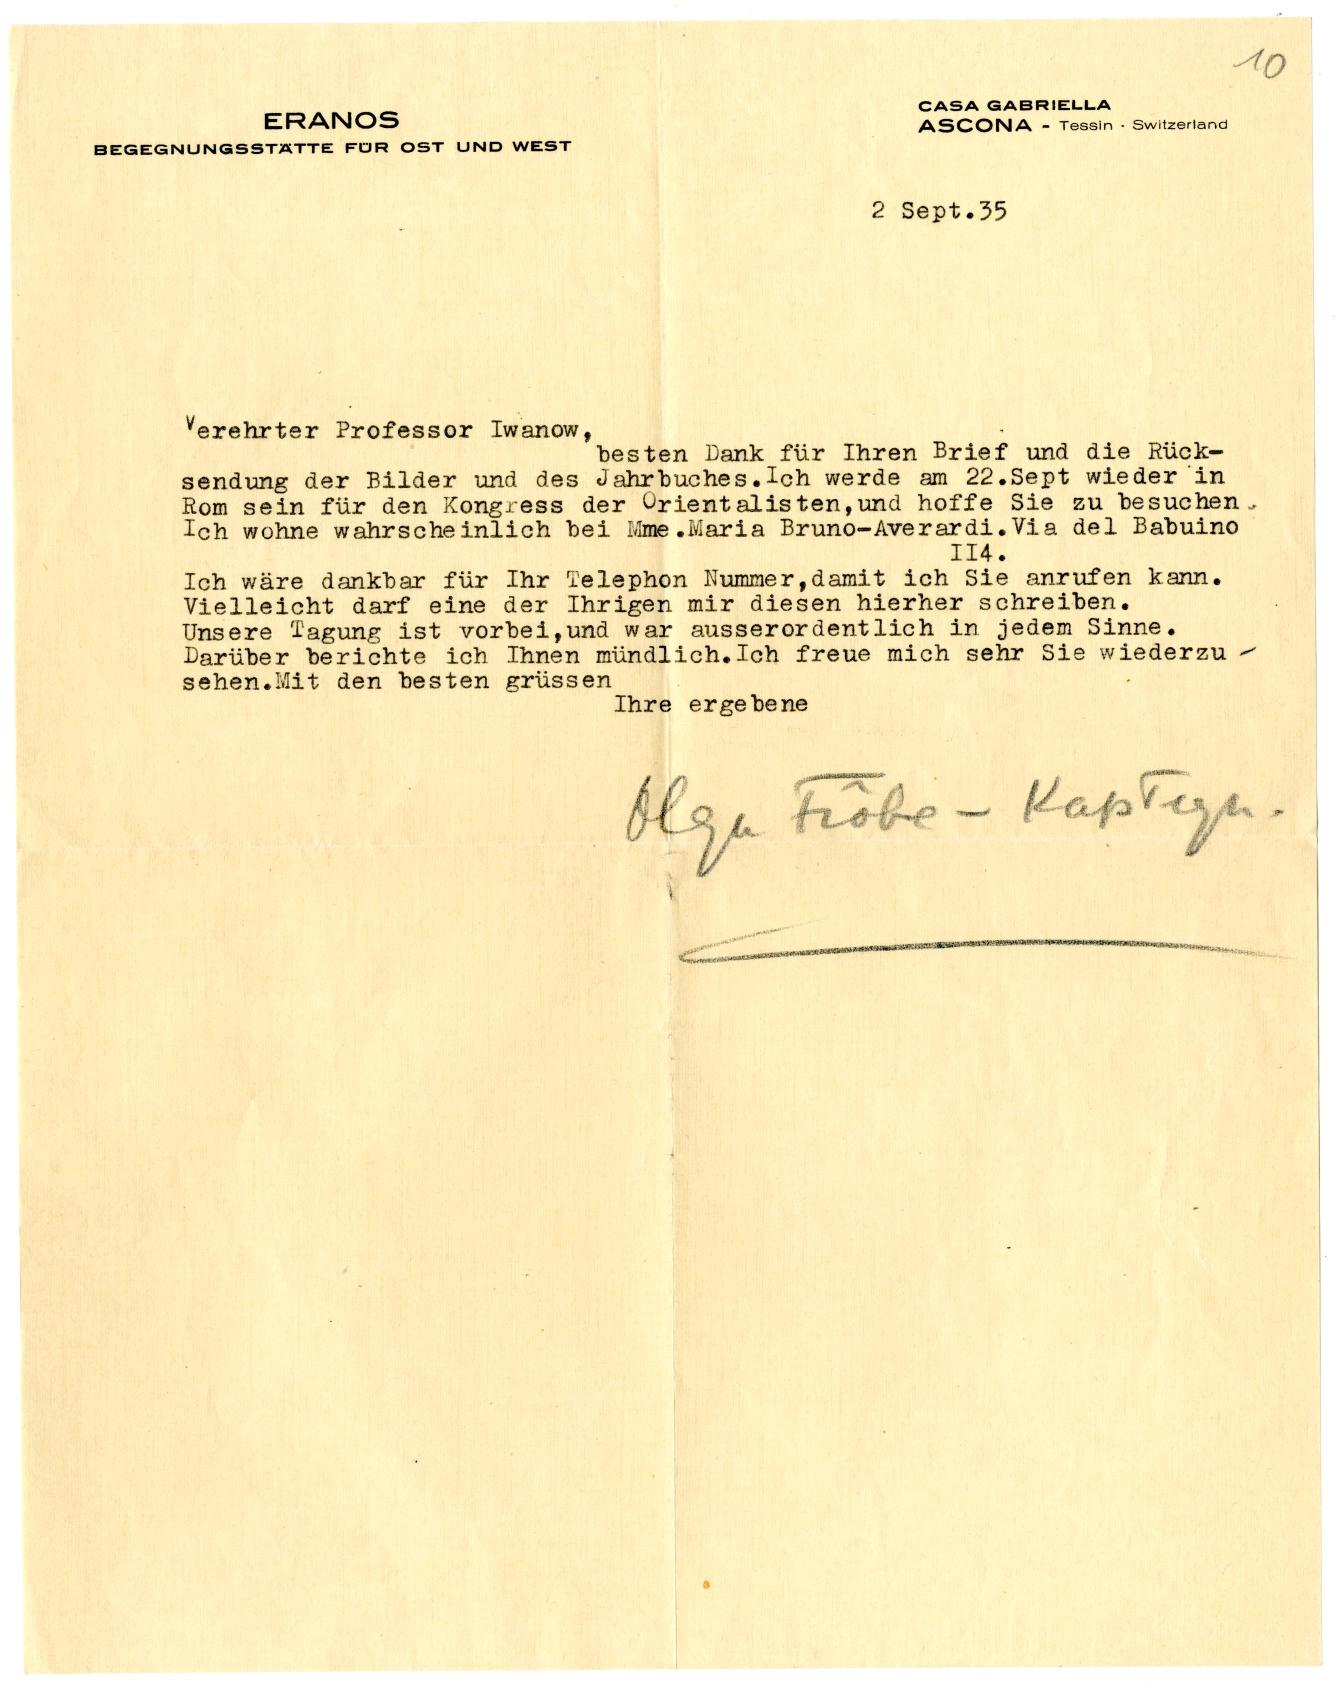 10
ERANOS
BEGEGNUNGSSTÄTTE FÜR OST UND WEST
CASA GABRIELLA
ASCONA - Tessin · Switzerland
2 Sept.35
Verehrter Professor Iwanow,
besten Dank für Ihren Brief und die Rück-
sendung der Bilder und des Jahrbuches.Ich werde am 22.Sept wieder in
Rom sein für den Kongress der Orientalisten,und hoffe Sie zu besuchen.
Ich wohne wahrscheinlich bei Mme.Maria Bruno-Averardi.Via del Babuino
II4.
Ich wäre dankbar für Ihr Telephon Nummer,damit ich Sie anrufen kann.
Vielleicht darf eine der Ihrigen mir diesen hierher schreiben.
Unsere Tagung ist vorbei,und war ausserordentlich in jedem Sinne.
Darüber berichte ich Ihnen mündlich.Ich freue mich sehr Sie wiederzu-
sehen.Mit den besten grüssen
Ihre ergebene
Olga Fröbe - Kapteyn.